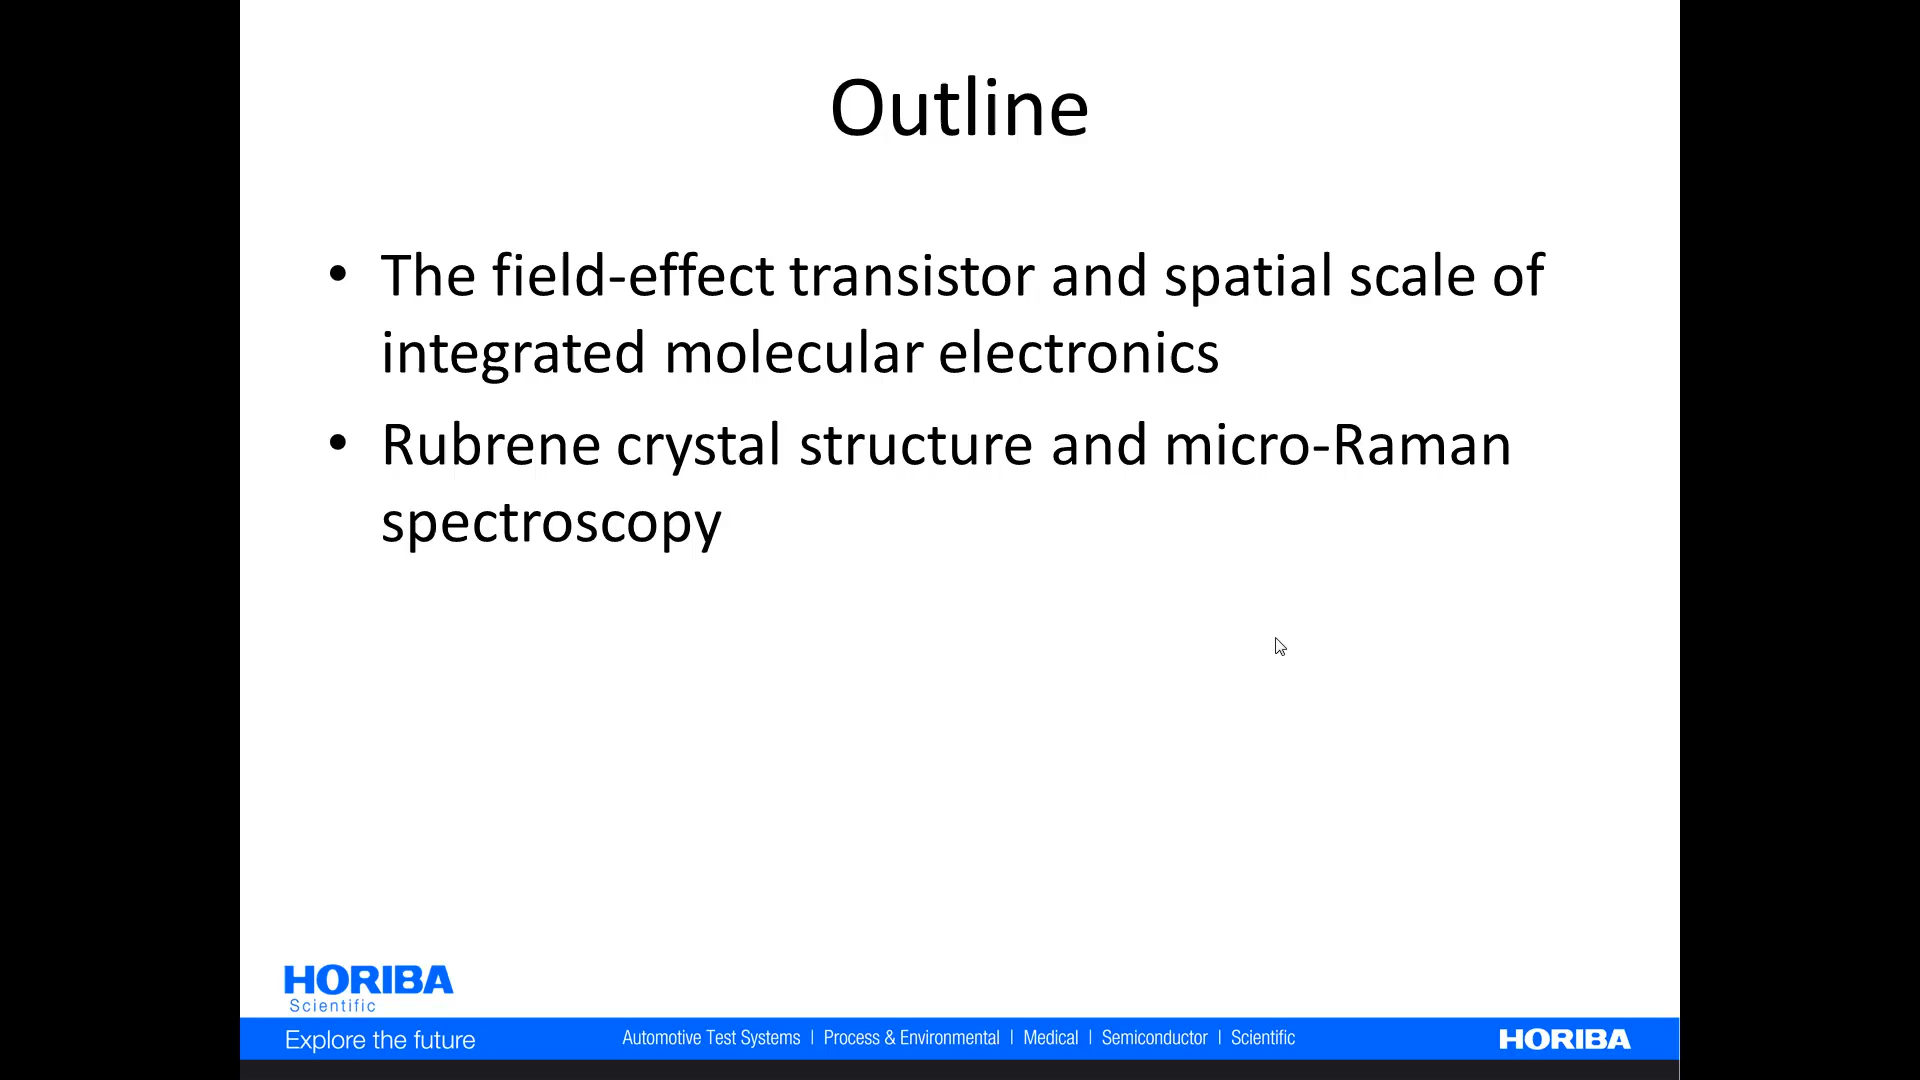 Outline
• The field-effect transistor and spatial scale of
integrated molecular electronics
• Rubrene crystal structure and micro-Raman
spectroscopy
HORIBA
Scientific
Explore the future
Automotive Test Systems | Process & Environmental | Medical | Semiconductor | Scientific
HORIBA